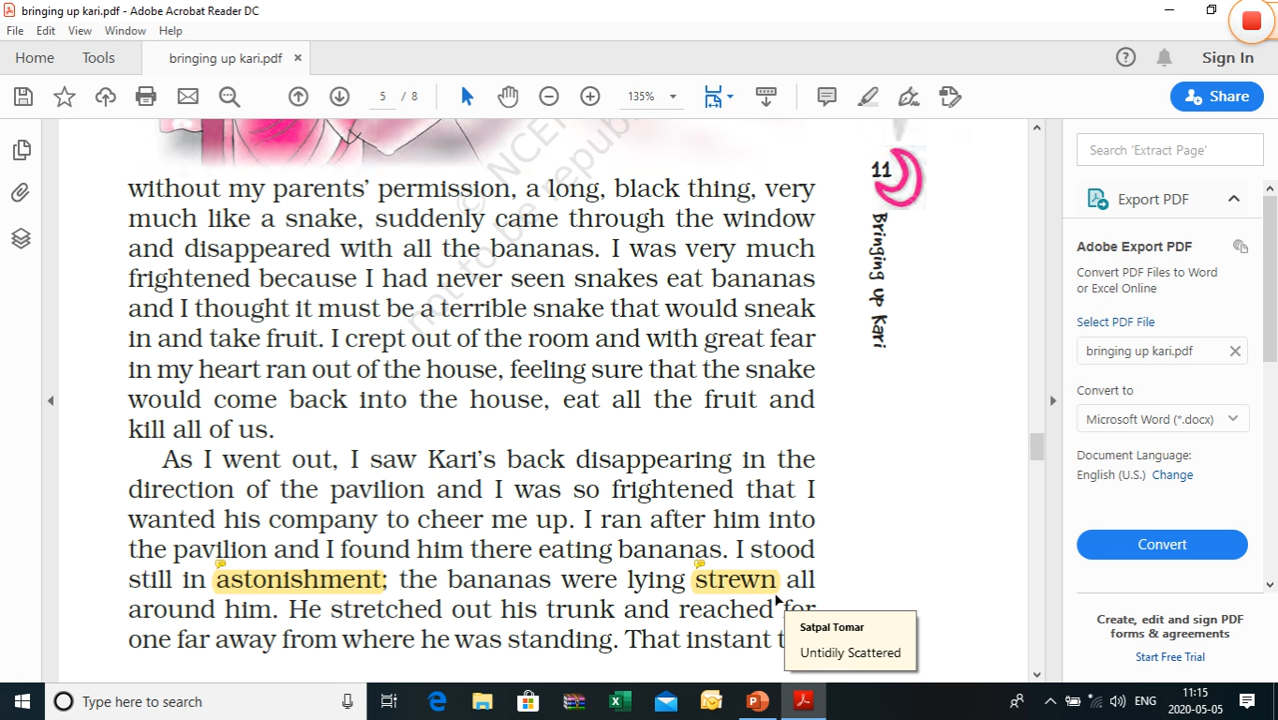 bringing up kari.pdf - Adobe Acrobat Reader DC
File Edit View Window Help
Home Tools bringing up kari.pdf ×
5 / 8 135% Share
Sign In
without my parents' permission, a long, black thing, very
much like a snake, suddenly came through the window
and disappeared with all the bananas. I was very much
frightened because I had never seen snakes eat bananas
and I thought it must be a terrible snake that would sneak
in and take fruit. I crept out of the room and with great fear
in my heart ran out of the house, feeling sure that the snake
would come back into the house, eat all the fruit and
kill all of us.
As I went out, I saw Kari's back disappearing in the
direction of the pavilion and I was so frightened that I
wanted his company to cheer me up. I ran after him into
the pavilion and I found him there eating bananas. I stood
still in astonishment; the bananas were lying strewn all
around him. He stretched out his trunk and reached for
one far away from where he was standing. That instant
Satpal Tomar
Untidily Scattered
© NCE
not to be repub
11
Bringing up Kari
Search 'Extract Page'
Export PDF
Adobe Export PDF
Convert PDF Files to Word
or Excel Online
Select PDF File
bringing up kari.pdf
Convert to
Microsoft Word (*.docx)
Document Language:
English (U.S.) Change
Convert
Create, edit and sign PDF
forms & agreements
Start Free Trial
Type here to search
ENG
11:15
2020-05-05